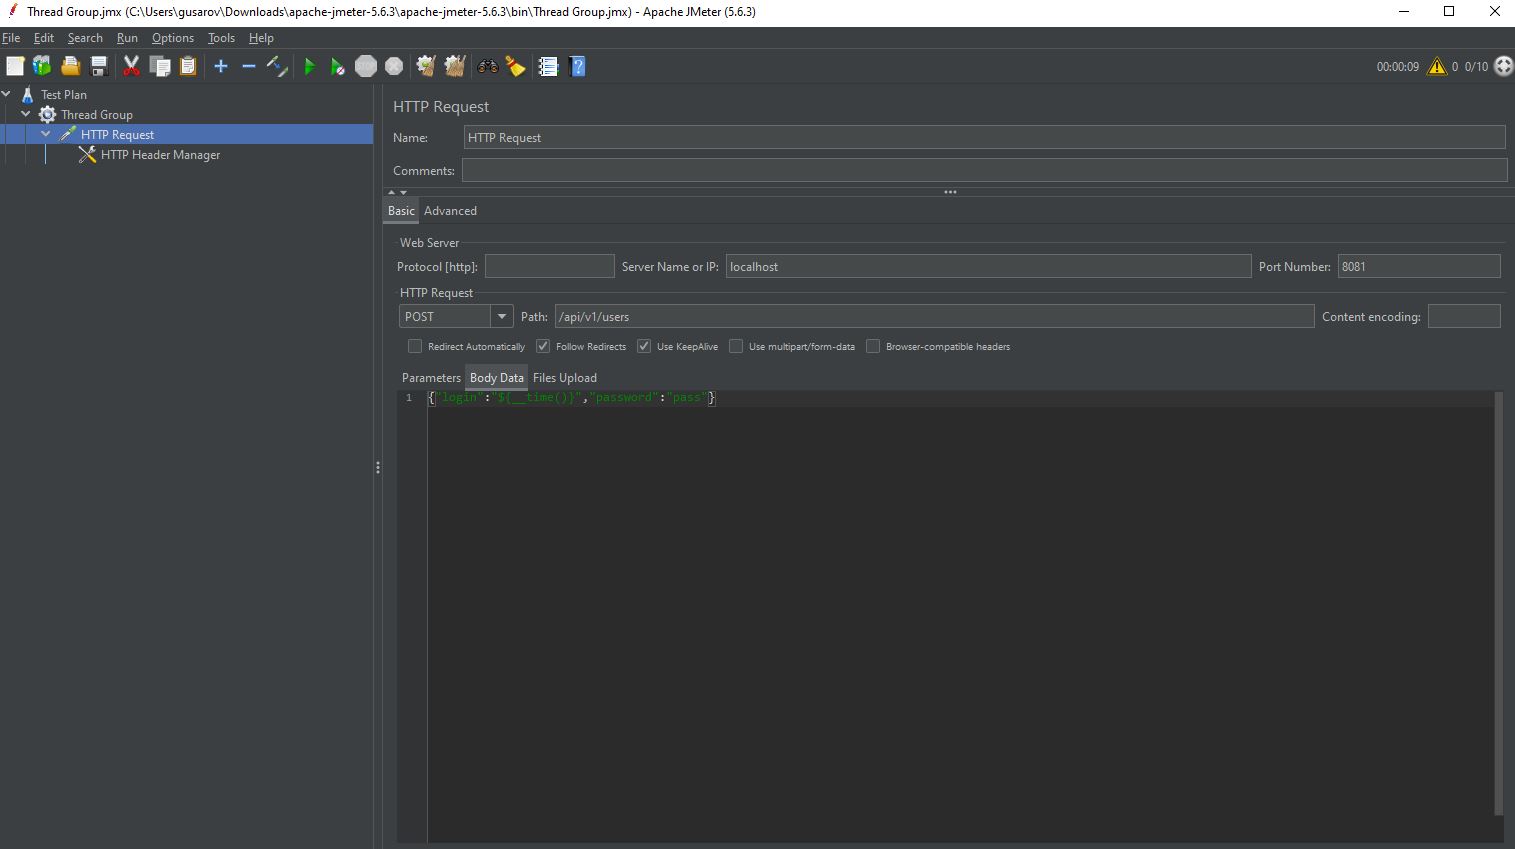 Thread Group.jmx (C:\Users\gusarov\Downloads\apache-jmeter-5.6.3\apache-jmeter-5.6.3\bin\Thread Group.jmx) - Apache JMeter (5.6.3)
File Edit Search Run Options Tools Help
STOP
00:00:09 0 0/10
Test Plan
Thread Group
HTTP Request
HTTP Header Manager
HTTP Request
Name: HTTP Request
Comments:
Basic Advanced
Web Server
Protocol [http]: Server Name or IP: localhost Port Number: 8081
HTTP Request
POST Path: /api/v1/users Content encoding:
Redirect Automatically Follow Redirects Use KeepAlive Use multipart/form-data Browser-compatible headers
Parameters Body Data Files Upload
1 {"login":"${__time()}","password":"pass"}